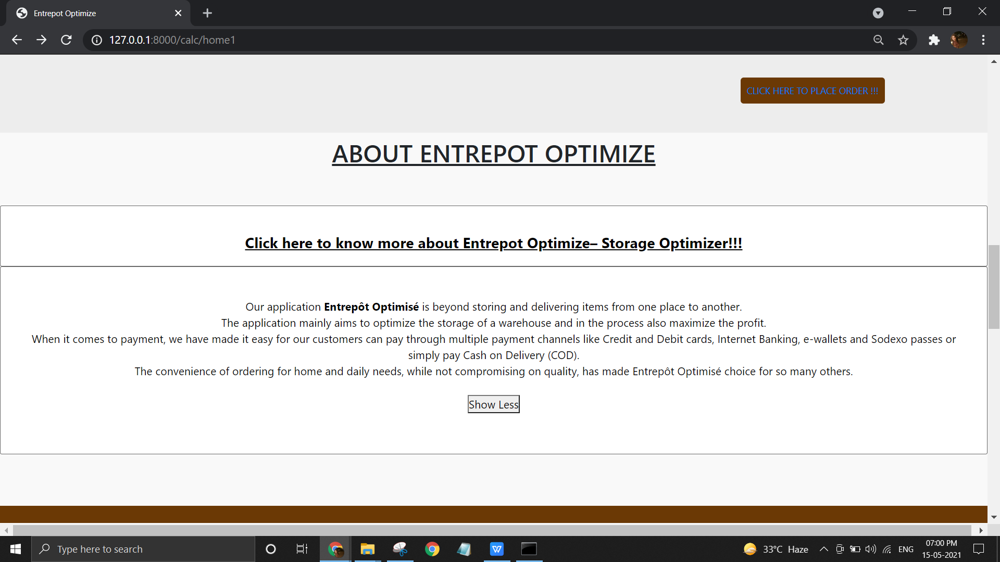 Entrepot Optimize
127.0.0.1:8000/calc/home1
CLICK HERE TO PLACE ORDER !!!
ABOUT ENTREPOT OPTIMIZE
Click here to know more about Entrepot Optimize– Storage Optimizer!!!
Our application Entrepôt Optimisé is beyond storing and delivering items from one place to another.
The application mainly aims to optimize the storage of a warehouse and in the process also maximize the profit.
When it comes to payment, we have made it easy for our customers can pay through multiple payment channels like Credit and Debit cards, Internet Banking, e-wallets and Sodexo passes or
simply pay Cash on Delivery (COD).
The convenience of ordering for home and daily needs, while not compromising on quality, has made Entrepôt Optimisé choice for so many others.
Show Less
Type here to search
W
33°C Haze
ENG
07:00 PM
15-05-2021